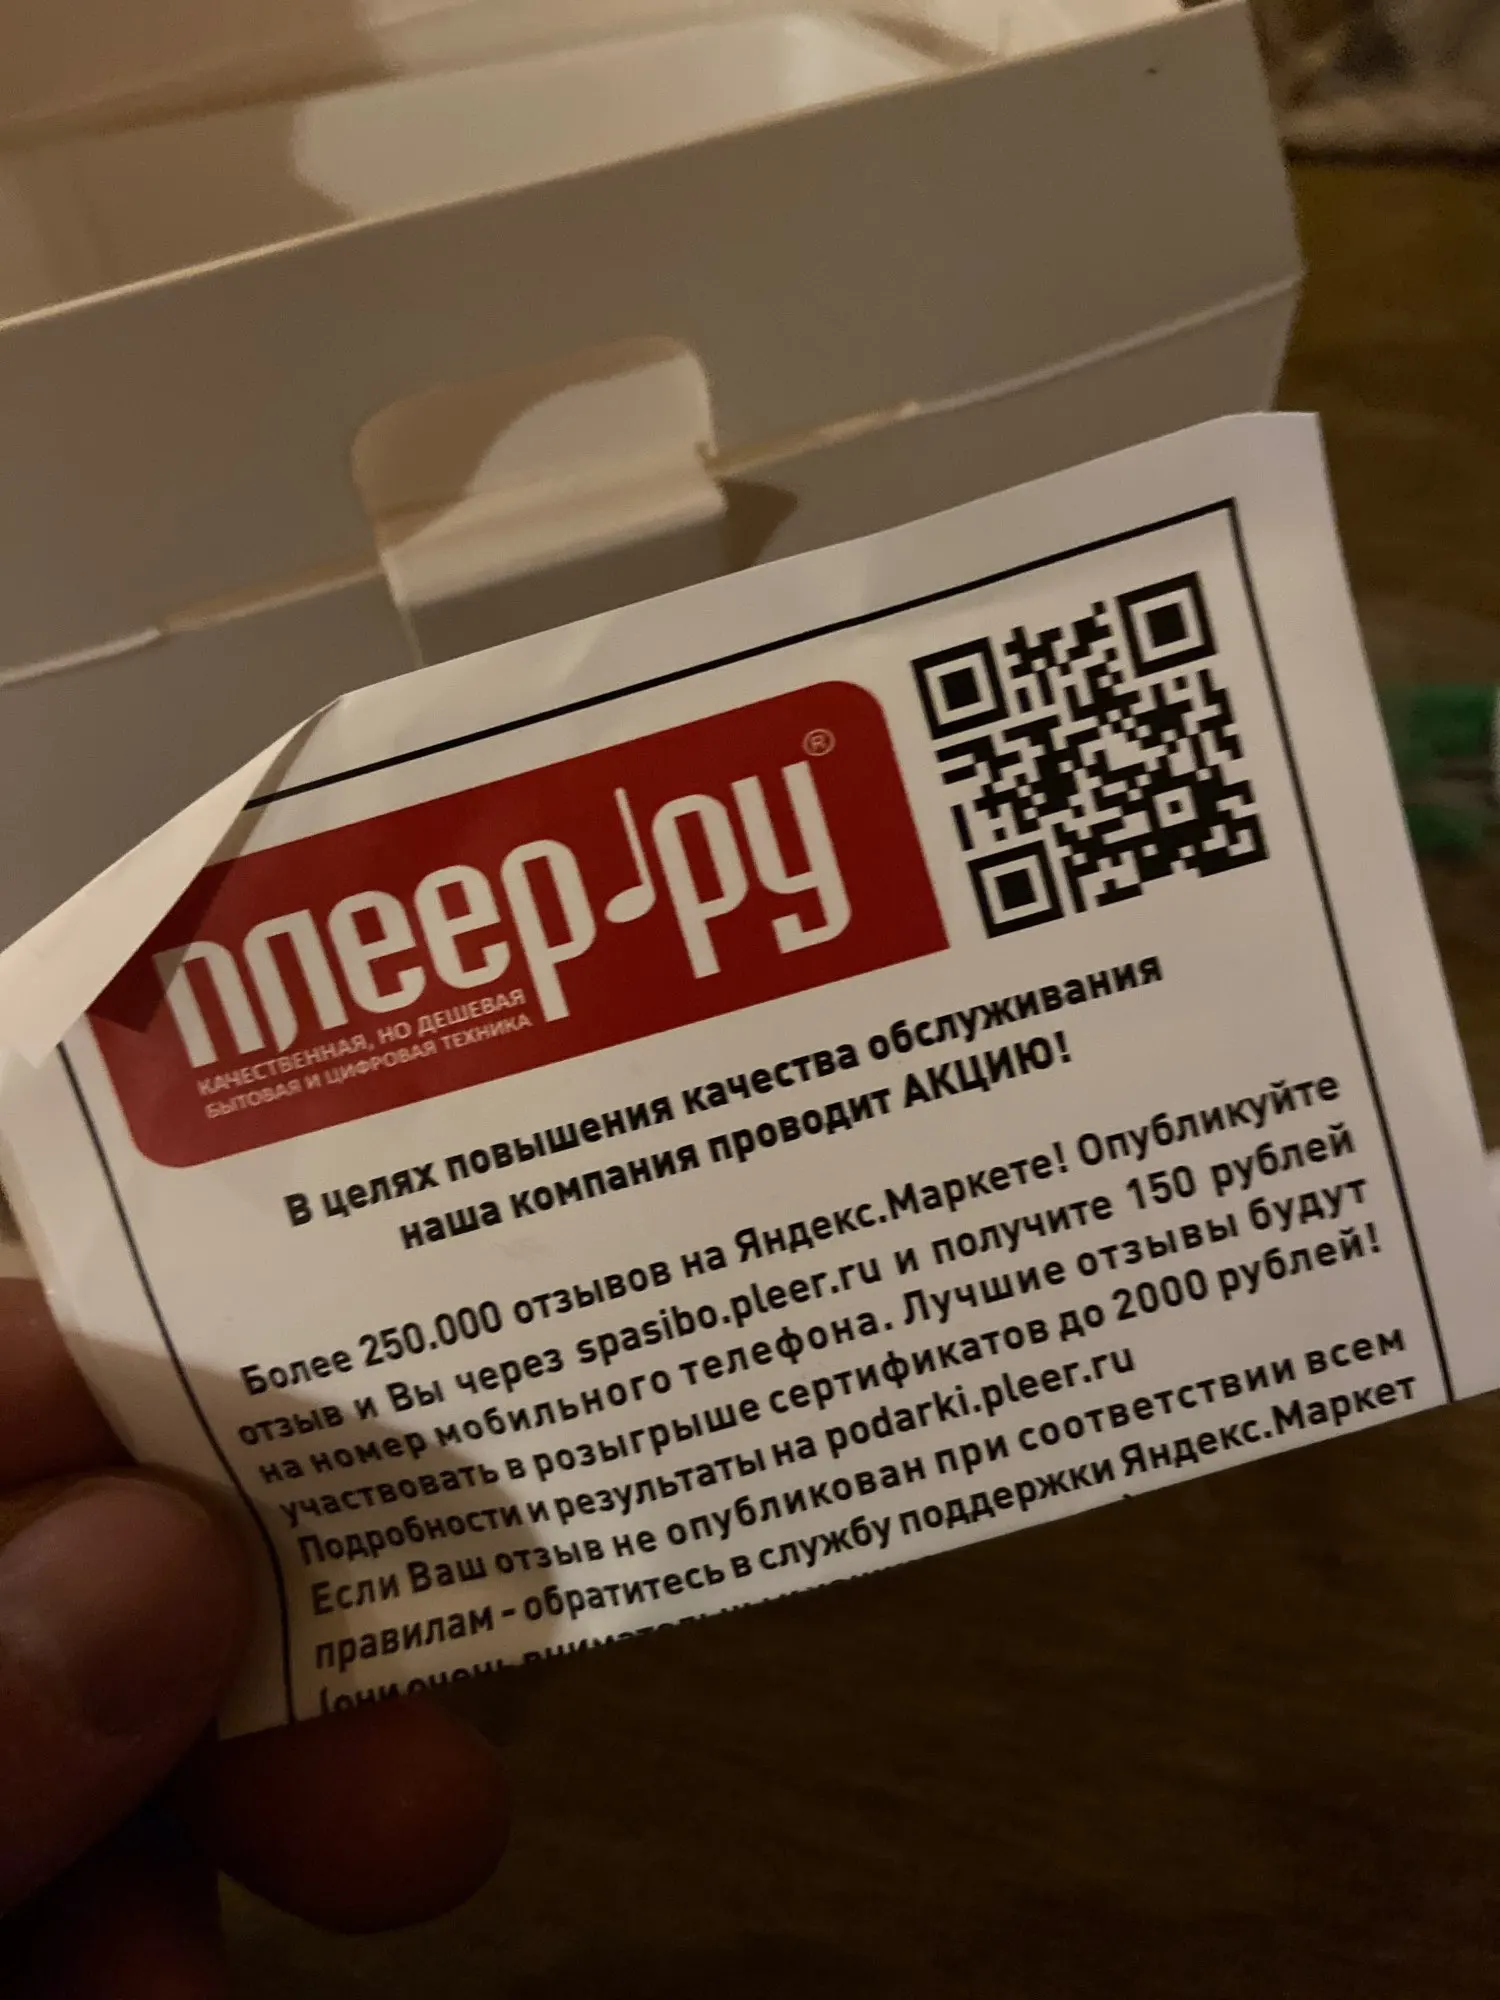 плеер.ру®
КАЧЕСТВЕННАЯ, НО ДЕШЕВАЯ
БЫТОВАЯ И ЦИФРОВАЯ ТЕХНИКА
В целях повышения качества обслуживания
наша компания проводит АКЦИЮ!
Более 250.000 отзывов на Яндекс.Маркете! Опубликуйте
отзыв и Вы через spasibo.pleer.ru и получите 150 рублей
на номер мобильного телефона. Лучшие отзывы будут
участвовать в розыгрыше сертификатов до 2000 рублей!
Подробности и результаты на podarki.pleer.ru
Если Ваш отзыв не опубликован при соответствии всем
правилам - обратитесь в службу поддержки Яндекс.Маркет
(они очень